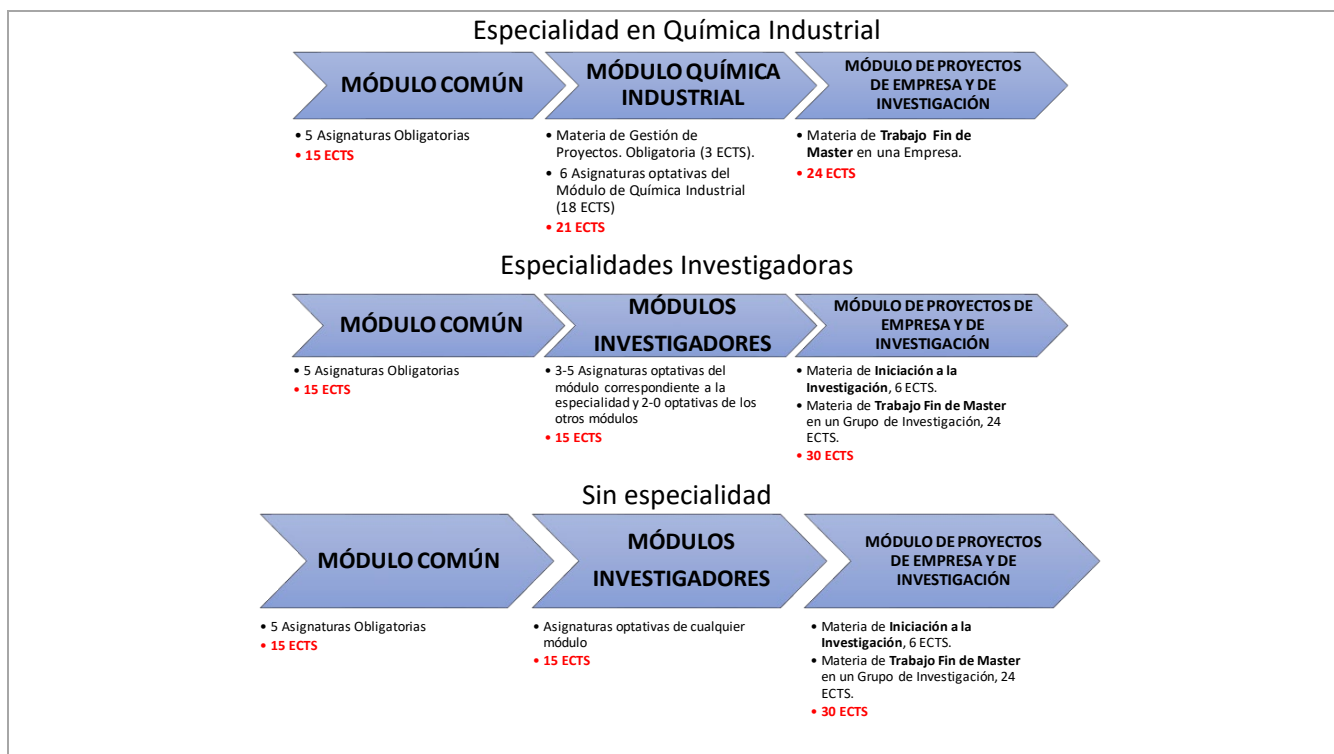 Especialidad en Química Industrial
MÓDULO COMÚN
• 5 Asignaturas Obligatorias
• 15 ECTS
MÓDULO QUÍMICA
INDUSTRIAL
• Materia de Gestión de
Proyectos. Obligatoria (3 ECTS).
• 6 Asignaturas optativas del
Módulo de Química Industrial
(18 ECTS)
• 21 ECTS
MÓDULO DE PROYECTOS
DE EMPRESA Y DE
INVESTIGACIÓN
• Materia de Trabajo Fin de
Master en una Empresa.
• 24 ECTS
Especialidades Investigadoras
MÓDULO COMÚN
• 5 Asignaturas Obligatorias
• 15 ECTS
MÓDULOS
INVESTIGADORES
• 3-5 Asignaturas optativas del
módulo correspondiente a la
especialidad y 2-0 optativas de los
otros módulos
• 15 ECTS
MÓDULO DE PROYECTOS DE
EMPRESA Y DE
INVESTIGACIÓN
• Materia de Iniciación a la
Investigación, 6 ECTS.
• Materia de Trabajo Fin de Master
en un Grupo de Investigación, 24
ECTS.
• 30 ECTS
Sin especialidad
MÓDULO COMÚN
• 5 Asignaturas Obligatorias
• 15 ECTS
MÓDULOS
INVESTIGADORES
• Asignaturas optativas de cualquier
módulo
• 15 ECTS
MÓDULO DE PROYECTOS
DE EMPRESA Y DE
INVESTIGACIÓN
• Materia de Iniciación a la
Investigación, 6 ECTS.
• Materia de Trabajo Fin de Master
en un Grupo de Investigación, 24
ECTS.
• 30 ECTS